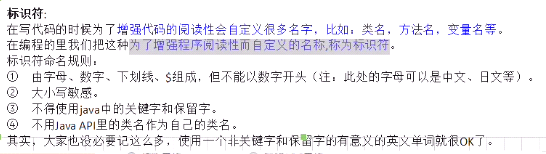 标识符:
在写代码的时候为了增强代码的阅读性会自定义很多名字，比如：类名，方法名，变量名等。
在编程的里我们把这种为了增强程序阅读性而自定义的名称,称为标识符。
标识符命名规则：
① 由字母、数字、下划线、$组成，但不能以数字开头（注：此处的字母可以是中文、日文等）。
② 大小写敏感。
③ 不得使用java中的关键字和保留字。
④ 不用Java API里的类名作为自己的类名。
其实，大家也没必要记这么多，使用一个非关键字和保留字的有意义的英义单词就很OK了。